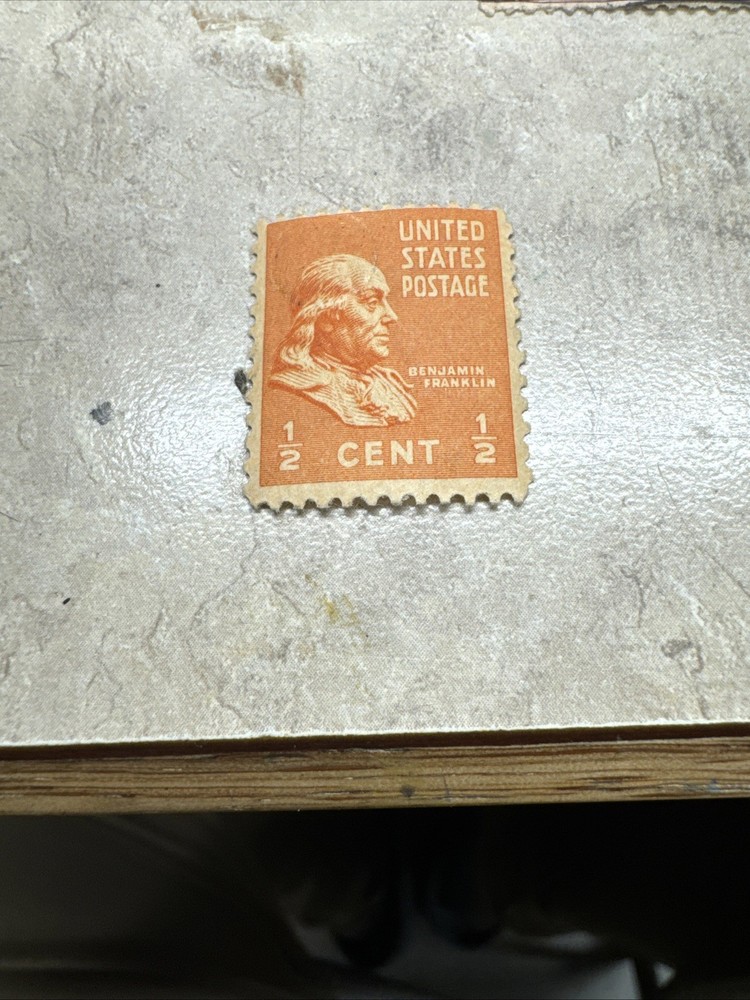 UNITED
STATES
POSTAGE
BENJAMIN
FRANKLIN
1/2 CENT 1/2